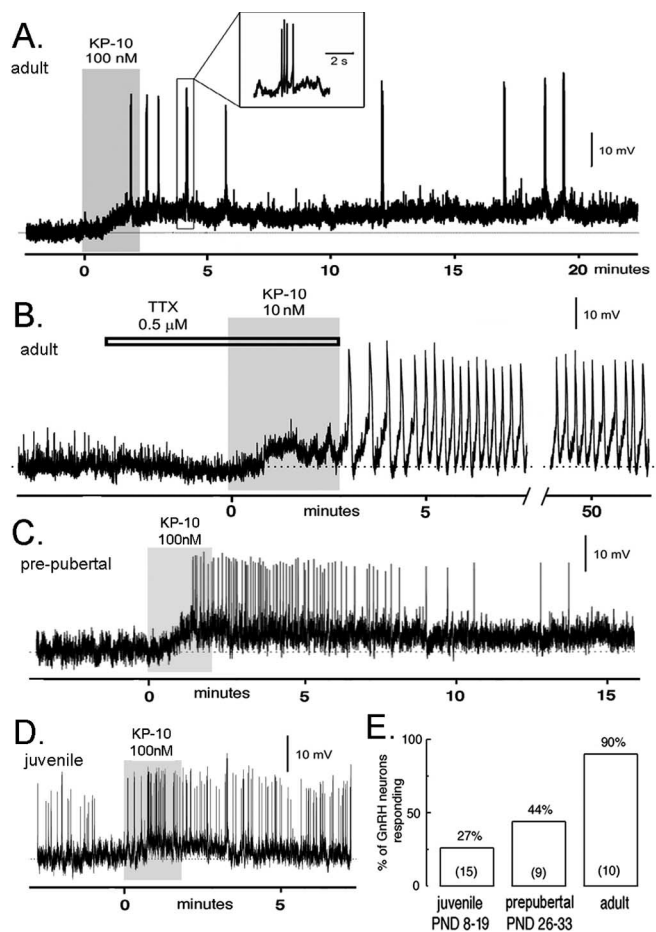 A.
adult
KP-10
100 nM
2 s
10 mV
0 5 10 15 20 minutes
B.
adult
TTX
0.5 μM
KP-10
10 nM
10 mV
0 minutes 5 50
C.
pre-pubertal
KP-10
100nM
10 mV
0 minutes 5 10 15
D.
juvenile
KP-10
100nM
10 mV
0 minutes 5
E.
% of GnRH neurons
responding
100
50
0
27%
44%
90%
(15) (9) (10)
juvenile
PND 8-19
prepubertal
PND 26-33
adult